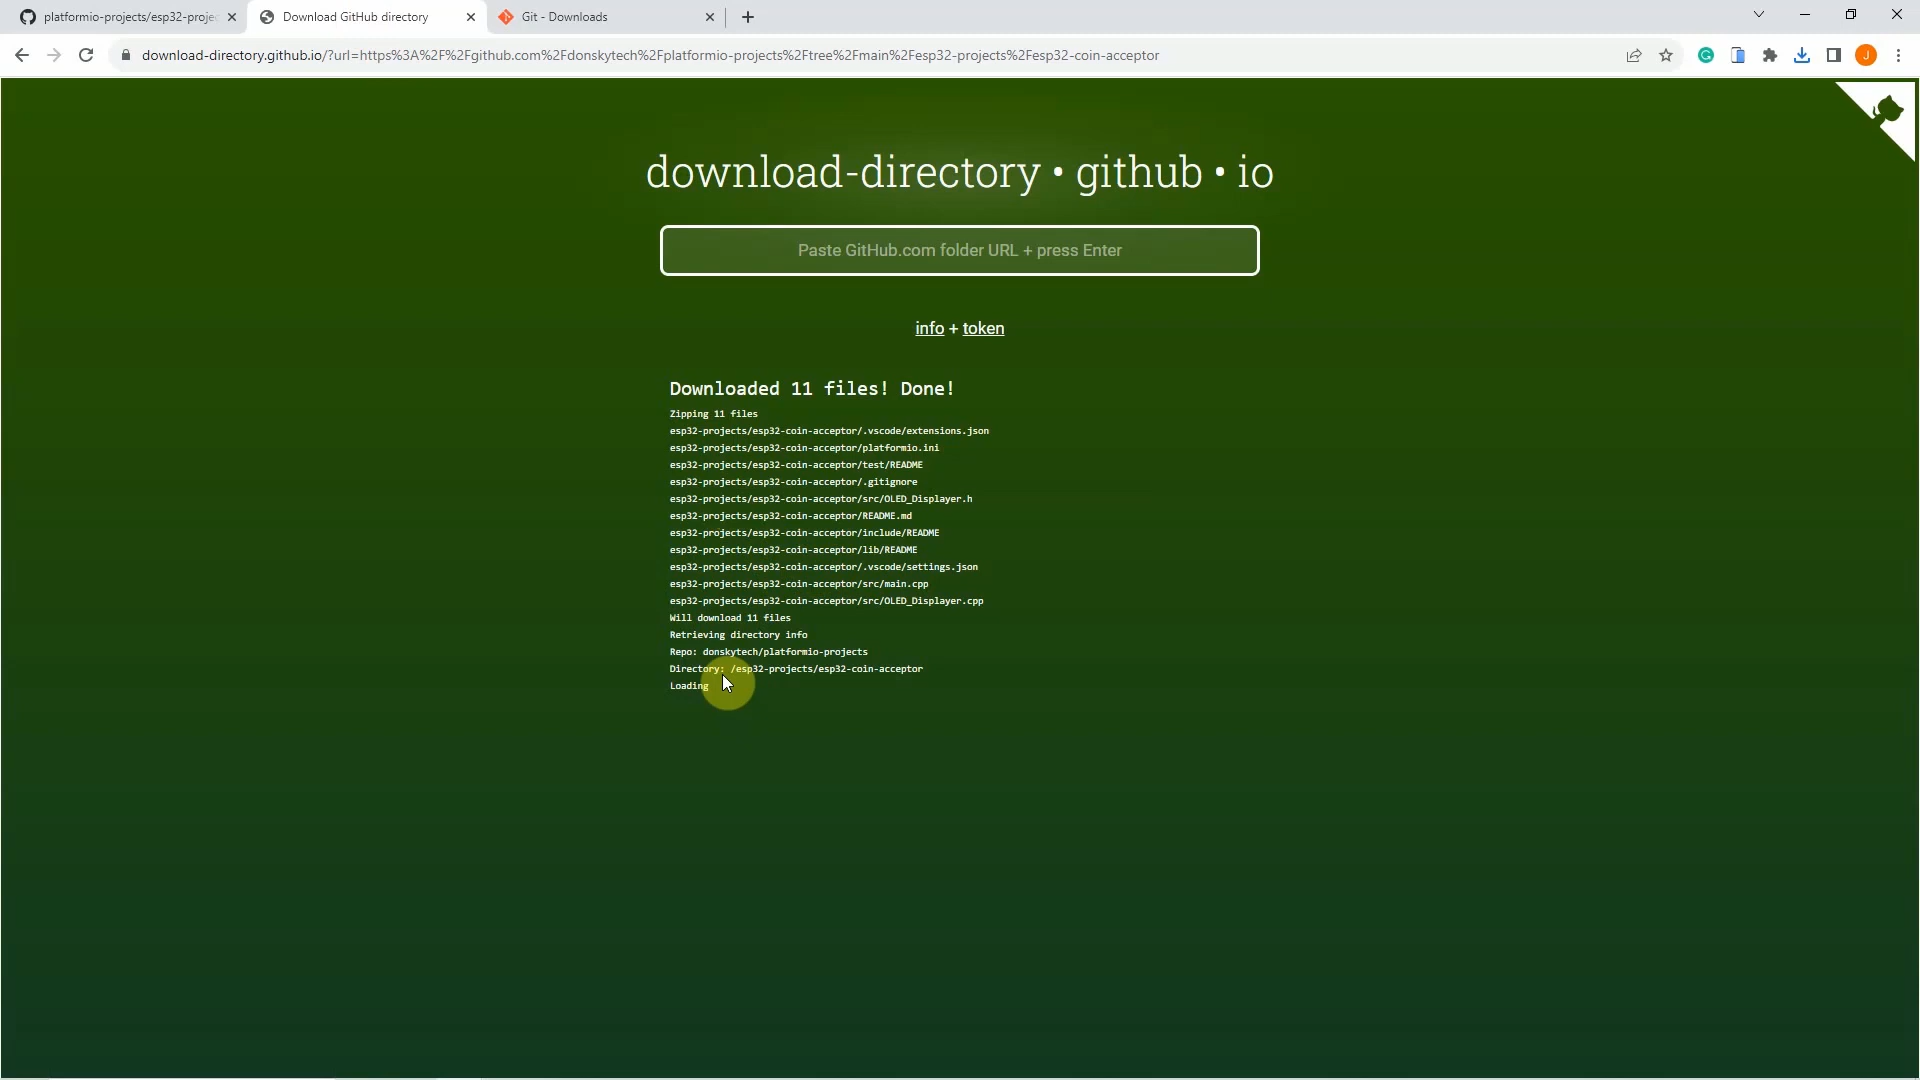 platformio-projects/esp32-projec
Download GitHub directory
Git - Downloads
download-directory.github.io/?url=https%3A%2F%2Fgithub.com%2Fdonskytech%2Fplatformio-projects%2Ftree%2Fmain%2Fesp32-projects%2Fesp32-coin-acceptor
J
download-directory • github • io
Paste GitHub.com folder URL + press Enter
info + token
Downloaded 11 files! Done!
Zipping 11 files
esp32-projects/esp32-coin-acceptor/.vscode/extensions.json
esp32-projects/esp32-coin-acceptor/platformio.ini
esp32-projects/esp32-coin-acceptor/test/README
esp32-projects/esp32-coin-acceptor/.gitignore
esp32-projects/esp32-coin-acceptor/src/OLED_Displayer.h
esp32-projects/esp32-coin-acceptor/README.md
esp32-projects/esp32-coin-acceptor/include/README
esp32-projects/esp32-coin-acceptor/lib/README
esp32-projects/esp32-coin-acceptor/.vscode/settings.json
esp32-projects/esp32-coin-acceptor/src/main.cpp
esp32-projects/esp32-coin-acceptor/src/OLED_Displayer.cpp
Will download 11 files
Retrieving directory info
Repo: donskytech/platformio-projects
Directory: /esp32-projects/esp32-coin-acceptor
Loading